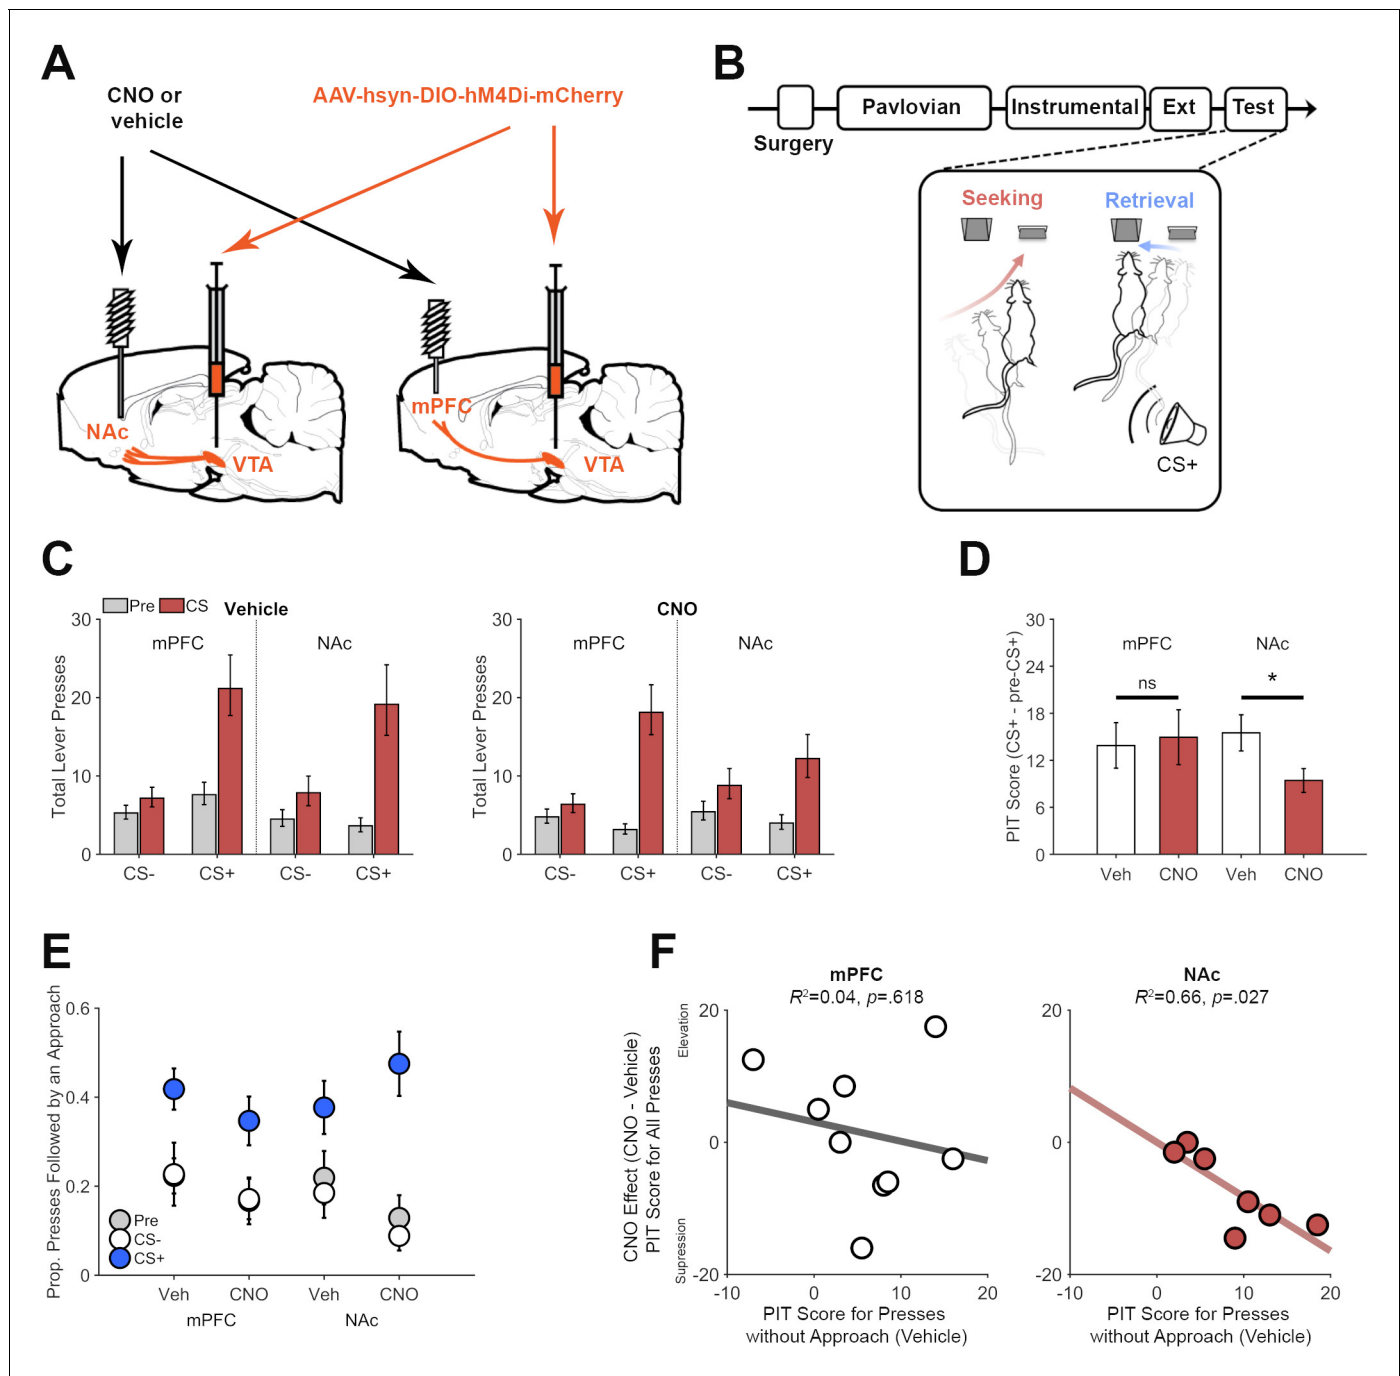 A
CNO or
vehicle
AAV-hsyn-DIO-hM4Di-mCherry
NAc
VTA
mPFC
VTA
B
Surgery
Pavlovian
Instrumental
Ext
Test
Seeking
Retrieval
CS+
C
Pre
CS
Vehicle
mPFC
NAc
Total Lever Presses
30
20
10
0
CS-
CS+
CS-
CS+
CNO
mPFC
NAc
Total Lever Presses
30
20
10
0
CS-
CS+
CS-
CS+
D
PIT Score (CS+ - pre-CS+)
30
24
18
12
6
0
mPFC
NAc
ns
*
Veh
CNO
Veh
CNO
E
Prop. Presses Followed by an Approach
0.6
0.4
0.2
0
Pre
CS-
CS+
Veh
CNO
Veh
CNO
mPFC
NAc
F
mPFC
R²=0.04, p=.618
CNO Effect (CNO - Vehicle)
PIT Score for All Presses
Elevation
Supression
20
0
-20
-10
0
10
20
PIT Score for Presses
without Approach (Vehicle)
NAc
R²=0.66, p=.027
20
0
-20
-10
0
10
20
PIT Score for Presses
without Approach (Vehicle)